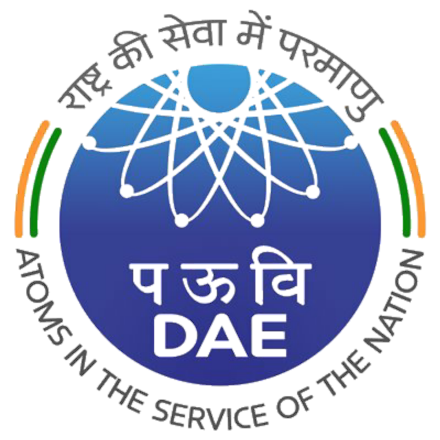 राष्ट्र की सेवा में परमाणु
प ऊ वि
DAE
ATOMS IN THE SERVICE OF THE NATION